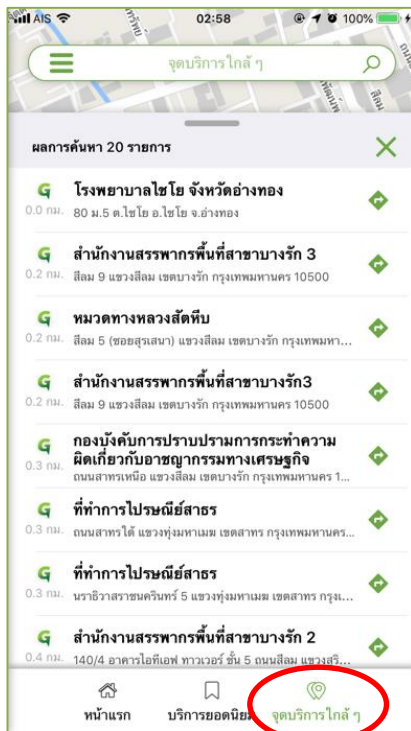 AIS 02:58 100%
จุดบริการใกล้ ๆ
ผลการค้นหา 20 รายการ
โรงพยาบาลไชโย จังหวัดอ่างทอง
0.0 กม. 80 ม.5 ต.ไชโย อ.ไชโย จ.อ่างทอง
สำนักงานสรรพากรพื้นที่สาขาบางรัก 3
0.2 กม. สีลม 9 แขวงสีลม เขตบางรัก กรุงเทพมหานคร 10500
หมวดทางหลวงสัตหีบ
0.2 กม. สีลม 5 (ซอยสุรเสนา) แขวงสีลม เขตบางรัก กรุงเทพมหา...
สำนักงานสรรพากรพื้นที่สาขาบางรัก3
0.2 กม. สีลม 9 แขวงสีลม เขตบางรัก กรุงเทพมหานคร 10500
กองบังคับการปราบปรามการกระทำความ
ผิดเกี่ยวกับอาชญากรรมทางเศรษฐกิจ
0.3 กม. ถนนสาทรเหนือ แขวงสีลม เขตบางรัก กรุงเทพมหานคร 1...
ที่ทำการไปรษณีย์สาธร
0.3 กม. ถนนสาทรใต้ แขวงทุ่งมหาเมฆ เขตสาทร กรุงเทพมหานคร...
ที่ทำการไปรษณีย์สาธร
0.3 กม. นราธิวาสราชนครินทร์ 5 แขวงทุ่งมหาเมฆ เขตสาทร กรุงเ...
สำนักงานสรรพากรพื้นที่สาขาบางรัก 2
0.4 กม. 140/4 อาคารไอทีเอฟ ทาวเวอร์ ชั้น 5 ถนนสีลม แขวงสุริ...
หน้าแรก บริการยอดนิยม จุดบริการใกล้ ๆ